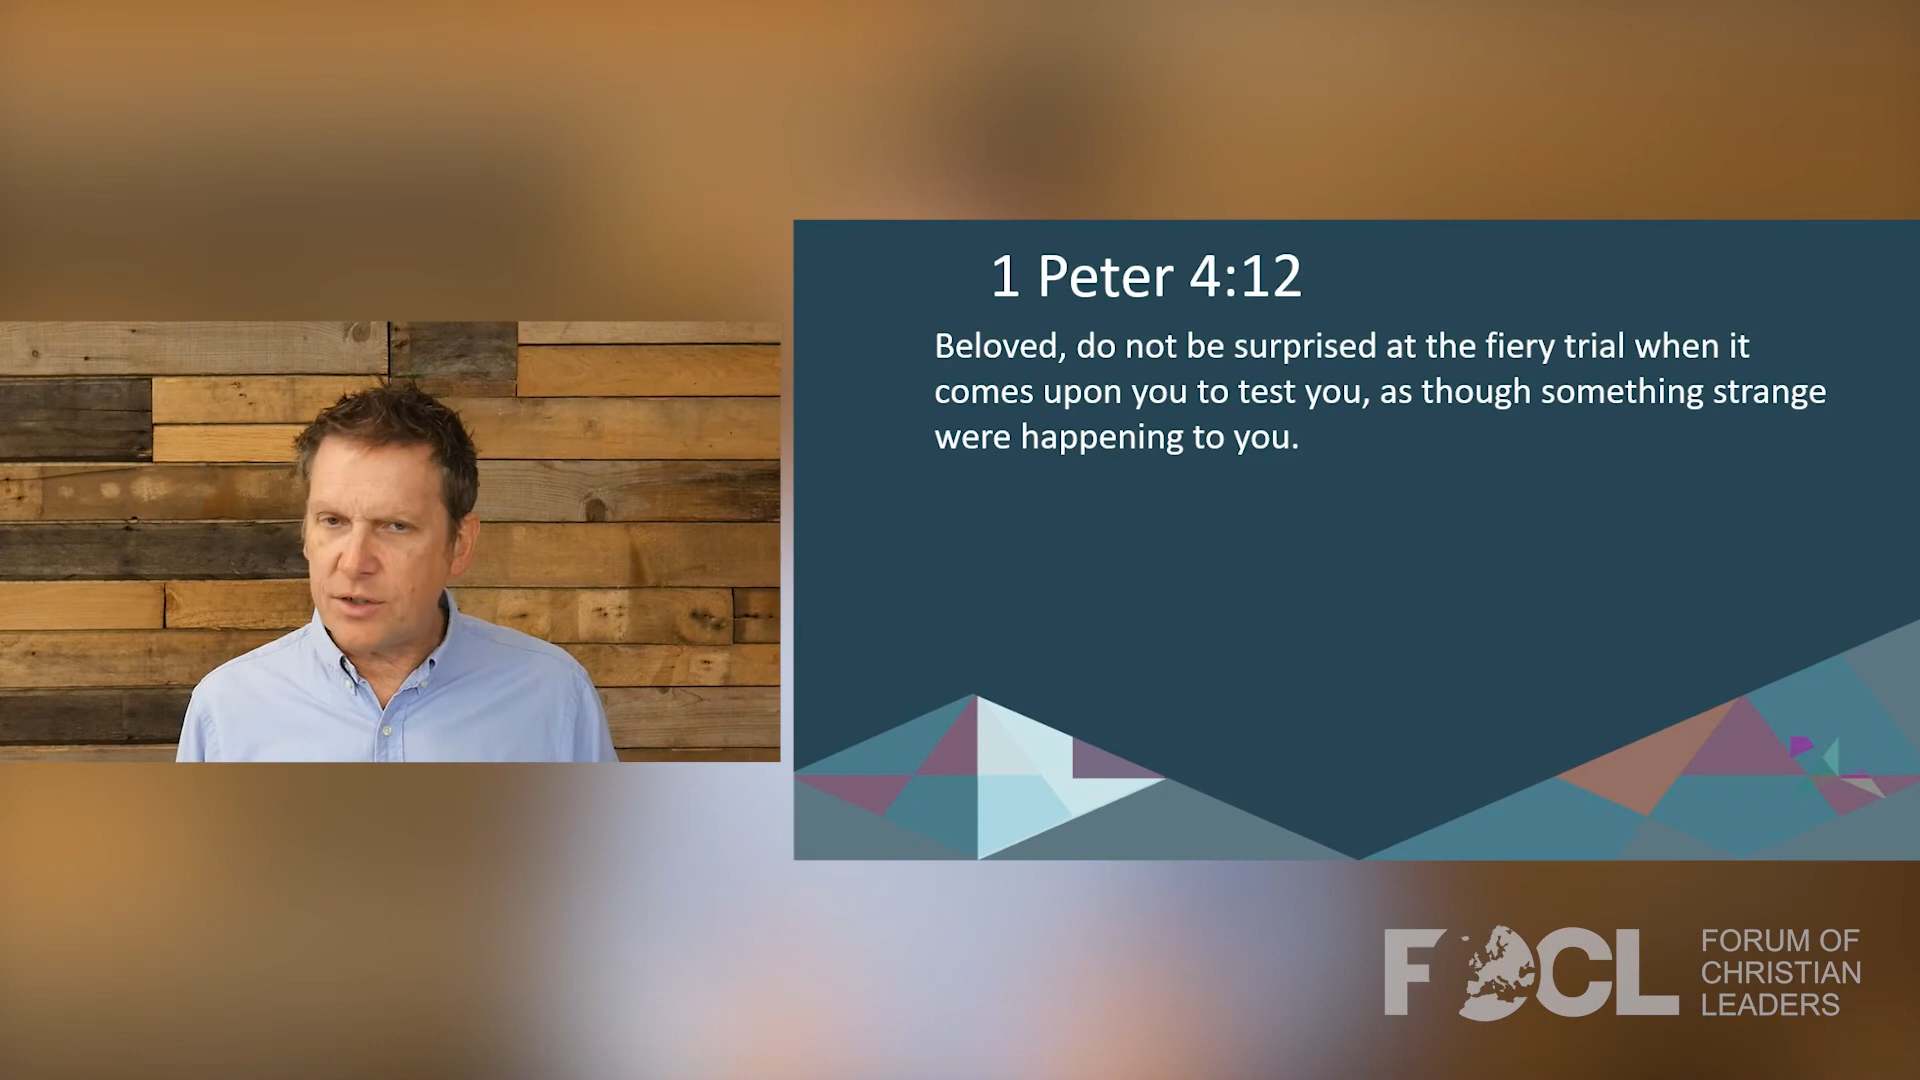 1 Peter 4:12
Beloved, do not be surprised at the fiery trial when it
comes upon you to test you, as though something strange
were happening to you.
FOCL
FORUM OF
CHRISTIAN
LEADERS